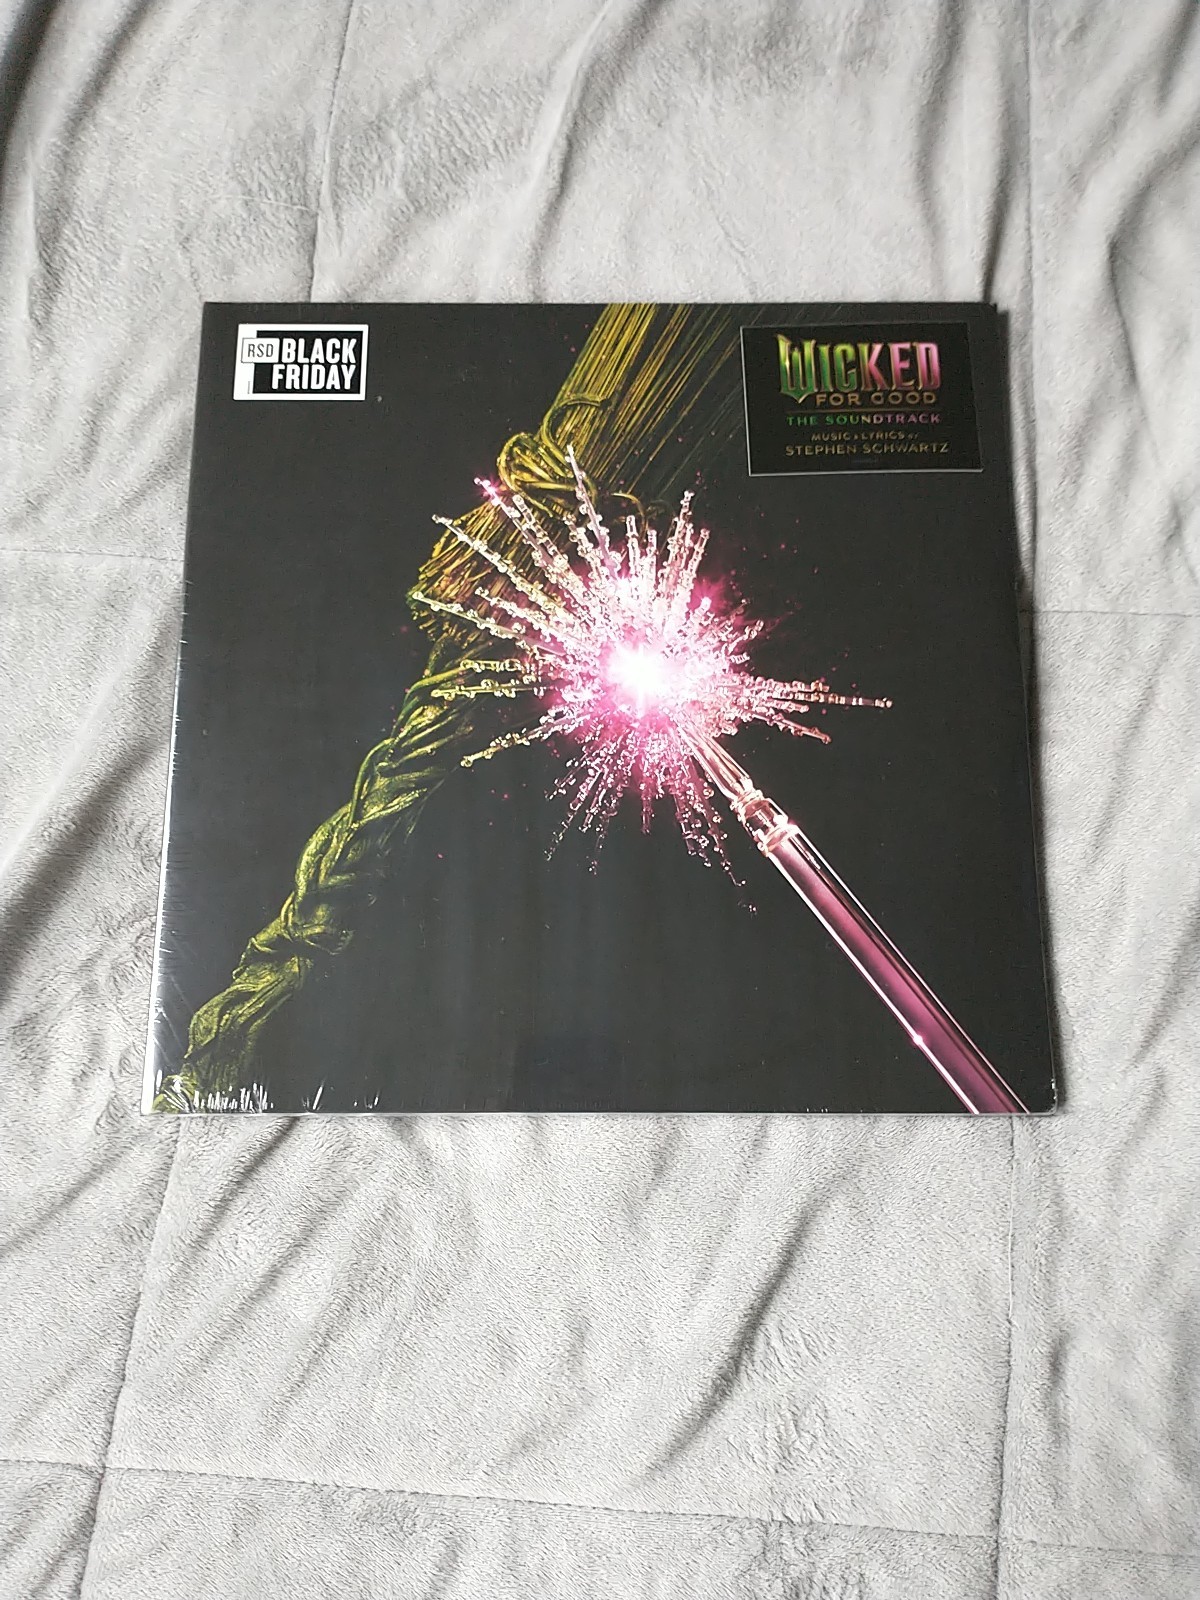 RSD BLACK
FRIDAY
WICKED
FOR GOOD
THE SOUNDTRACK
MUSIC & LYRICS BY
STEPHEN SCHWARTZ